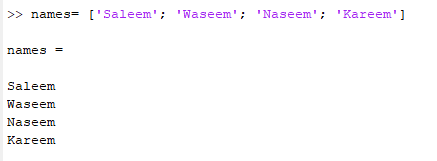 >> names= ['Saleem'; 'Waseem'; 'Naseem'; 'Kareem']
names =
Saleem
Waseem
Naseem
Kareem